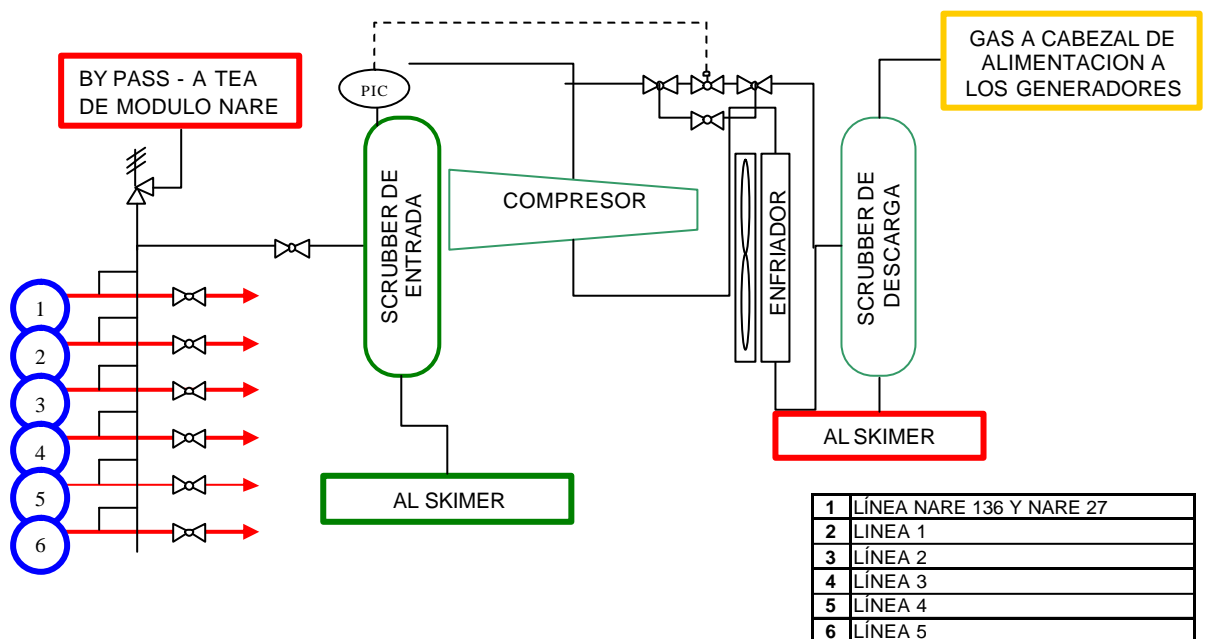 BY PASS - A TEA
DE MODULO NARE
GAS A CABEZAL DE
ALIMENTACION A
LOS GENERADORES
PIC
SCRUBBER DE
ENTRADA
COMPRESOR
ENFRIADOR
SCRUBBER DE
DESCARGA
1
2
3
4
5
6
AL SKIMER
AL SKIMER
1 LÍNEA NARE 136 Y NARE 27
2 LINEA 1
3 LÍNEA 2
4 LÍNEA 3
5 LÍNEA 4
6 LÍNEA 5